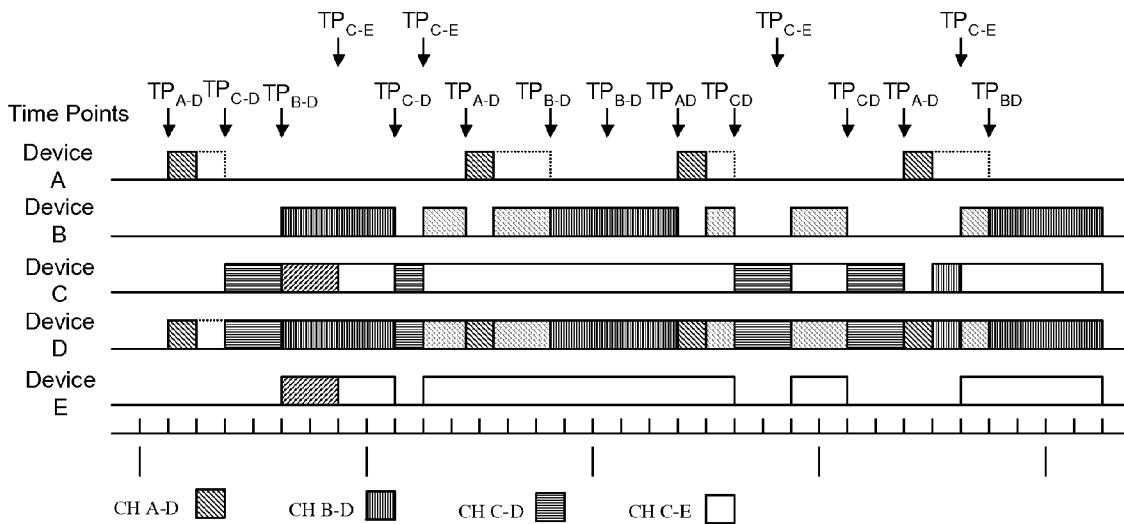 TP C-E TP C-E TP C-E TP C-E
TP A-D TP C-D TP B-D TP C-D TP A-D TP B-D TP B-D TP AD TP CD TP CD TP A-D TP BD
Time Points
Device
A
Device
B
Device
C
Device
D
Device
E
CH A-D CH B-D CH C-D CH C-E